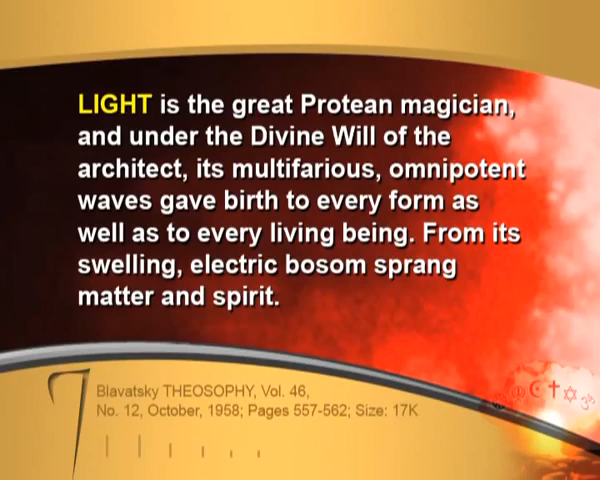 LIGHT is the great Protean magician,
and under the Divine Will of the
architect, its multifarious, omnipotent
waves gave birth to every form as
well as to every living being. From its
swelling, electric bosom sprang
matter and spirit.
Blavatsky THEOSOPHY, Vol. 46,
No. 12, October, 1958; Pages 557-562; Size: 17K